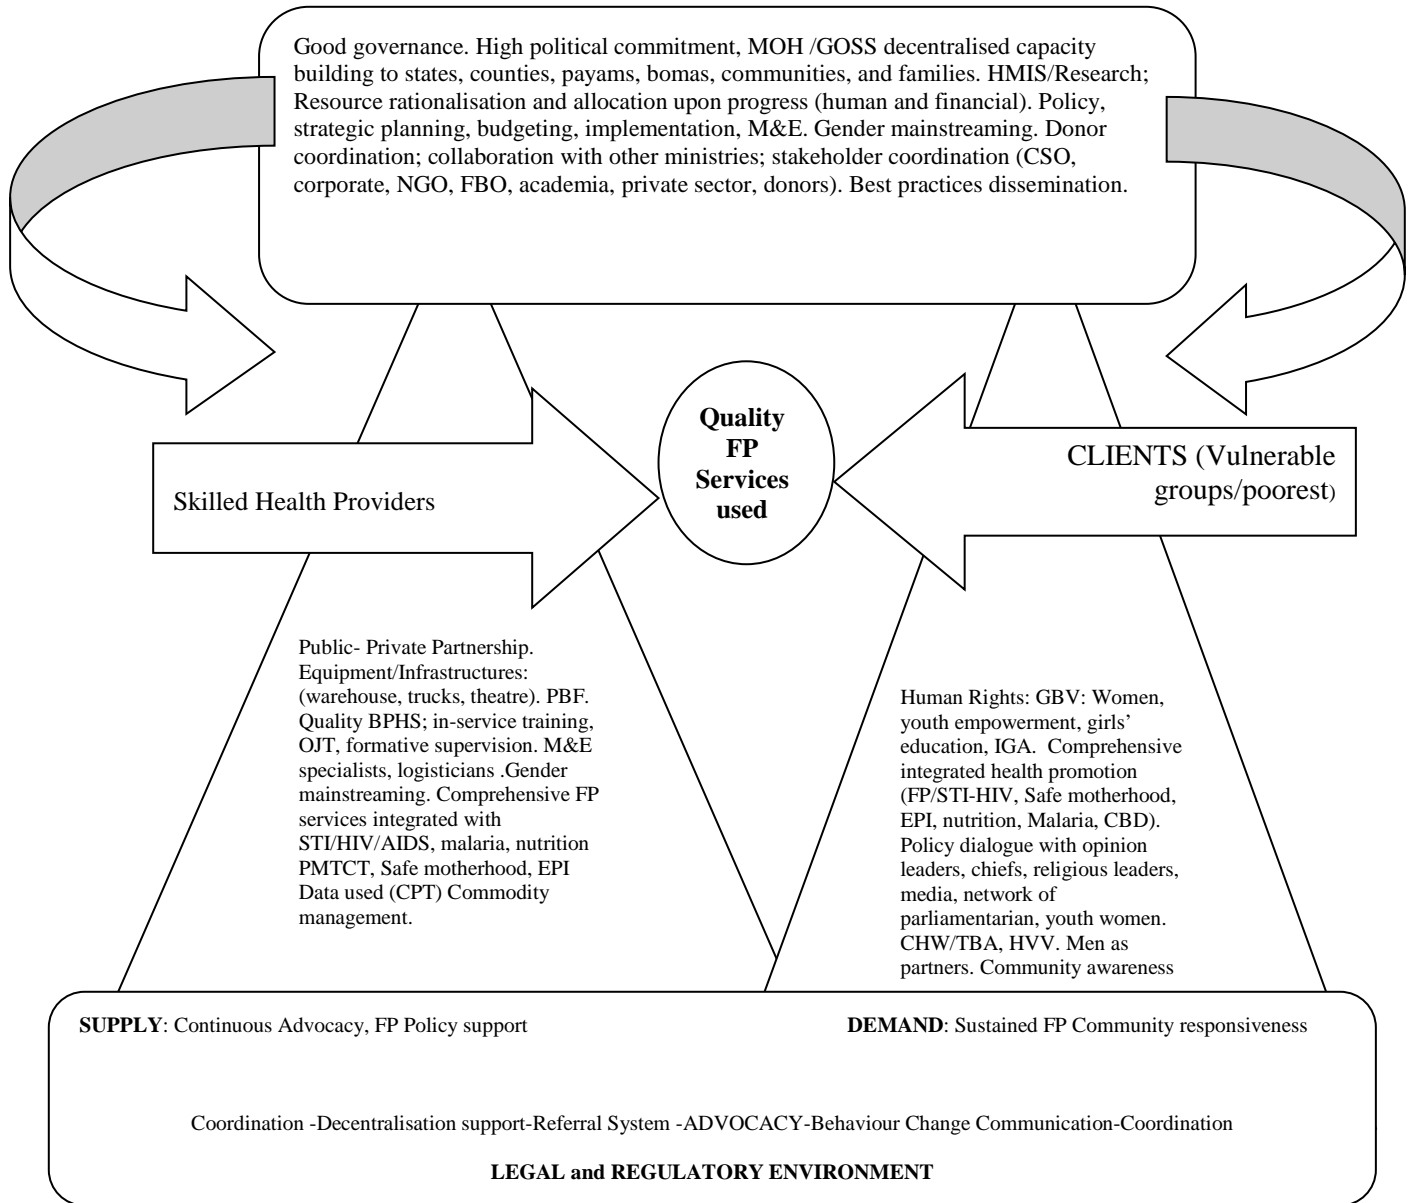 Good governance. High political commitment, MOH /GOSS decentralised capacity
building to states, counties, payams, bomas, communities, and families. HMIS/Research;
Resource rationalisation and allocation upon progress (human and financial). Policy,
strategic planning, budgeting, implementation, M&E. Gender mainstreaming. Donor
coordination; collaboration with other ministries; stakeholder coordination (CSO,
corporate, NGO, FBO, academia, private sector, donors). Best practices dissemination.
Skilled Health Providers
Quality
FP
Services
used
CLIENTS (Vulnerable
groups/poorest)
Public- Private Partnership.
Equipment/Infrastructures:
(warehouse, trucks, theatre). PBF.
Quality BPHS; in-service training,
OJT, formative supervision. M&E
specialists, logisticians .Gender
mainstreaming. Comprehensive FP
services integrated with
STI/HIV/AIDS, malaria, nutrition
PMTCT, Safe motherhood, EPI
Data used (CPT) Commodity
management.
Human Rights: GBV: Women,
youth empowerment, girls’
education, IGA.  Comprehensive
integrated health promotion
(FP/STI-HIV, Safe motherhood,
EPI, nutrition, Malaria, CBD).
Policy dialogue with opinion
leaders, chiefs, religious leaders,
media, network of
parliamentarian, youth women.
CHW/TBA, HVV. Men as
partners. Community awareness
SUPPLY: Continuous Advocacy, FP Policy support
DEMAND: Sustained FP Community responsiveness
Coordination -Decentralisation support-Referral System -ADVOCACY-Behaviour Change Communication-Coordination
LEGAL and REGULATORY ENVIRONMENT